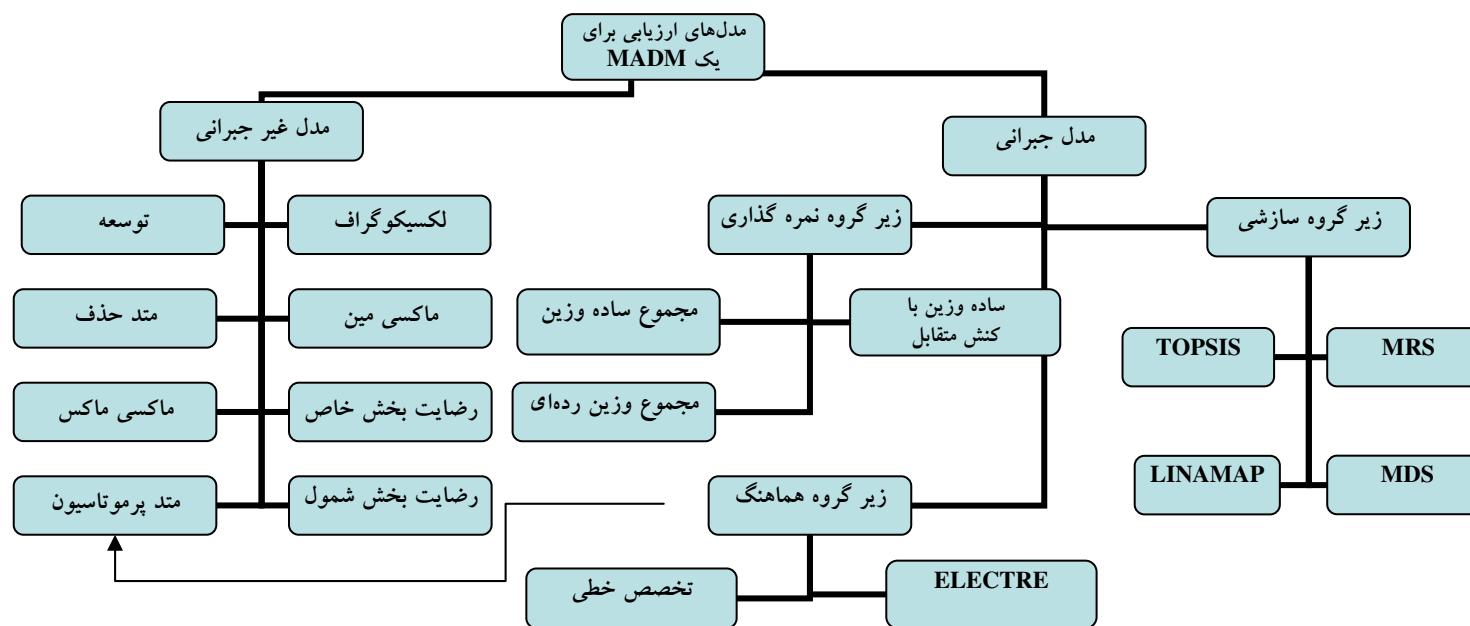 مدل‌های ارزیابی برای
یک MADM
مدل جبرانی
مدل غیر جبرانی
زیر گروه سازشی
زیر گروه نمره گذاری
لکسیکوگراف
توسعه
ساده وزین با
کنش متقابل
مجموع ساده وزین
ماکسی مین
متد حذف
MRS
TOPSIS
مجموع وزین رده‌ای
رضایت بخش خاص
ماکسی ماکس
MDS
LINAMAP
زیر گروه هماهنگ
رضایت بخش شمول
متد پرموتاسیون
ELECTRE
تخصص خطی